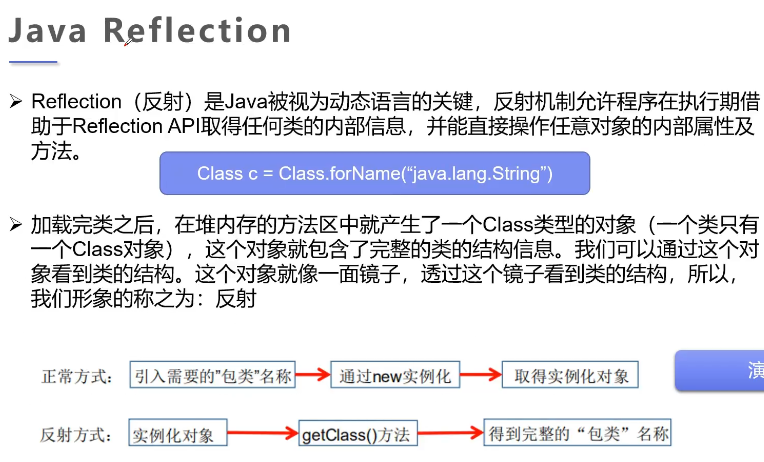 Java Reflection
➢ Reflection（反射）是Java被视为动态语言的关键，反射机制允许程序在执行期借
助于Reflection API取得任何类的内部信息，并能直接操作任意对象的内部属性及
方法。
Class c = Class.forName(“java.lang.String”)
➢ 加载完类之后，在堆内存的方法区中就产生了一个Class类型的对象（一个类只有
一个Class对象），这个对象就包含了完整的类的结构信息。我们可以通过这个对
象看到类的结构。这个对象就像一面镜子，透过这个镜子看到类的结构，所以，
我们形象的称之为：反射
正常方式： 引入需要的”包类”名称 通过new实例化 取得实例化对象
演
反射方式： 实例化对象 getClass()方法 得到完整的“包类”名称